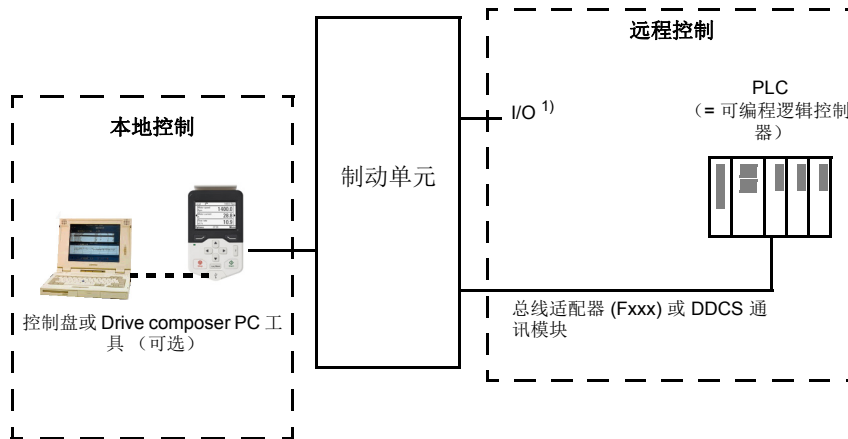 远程控制
PLC
(= 可编程逻辑控制
器)
I/O 1)
本地控制
制动单元
总线适配器 (Fxxx) 或 DDCS 通
讯模块
控制盘或 Drive composer PC 工
具 (可选)